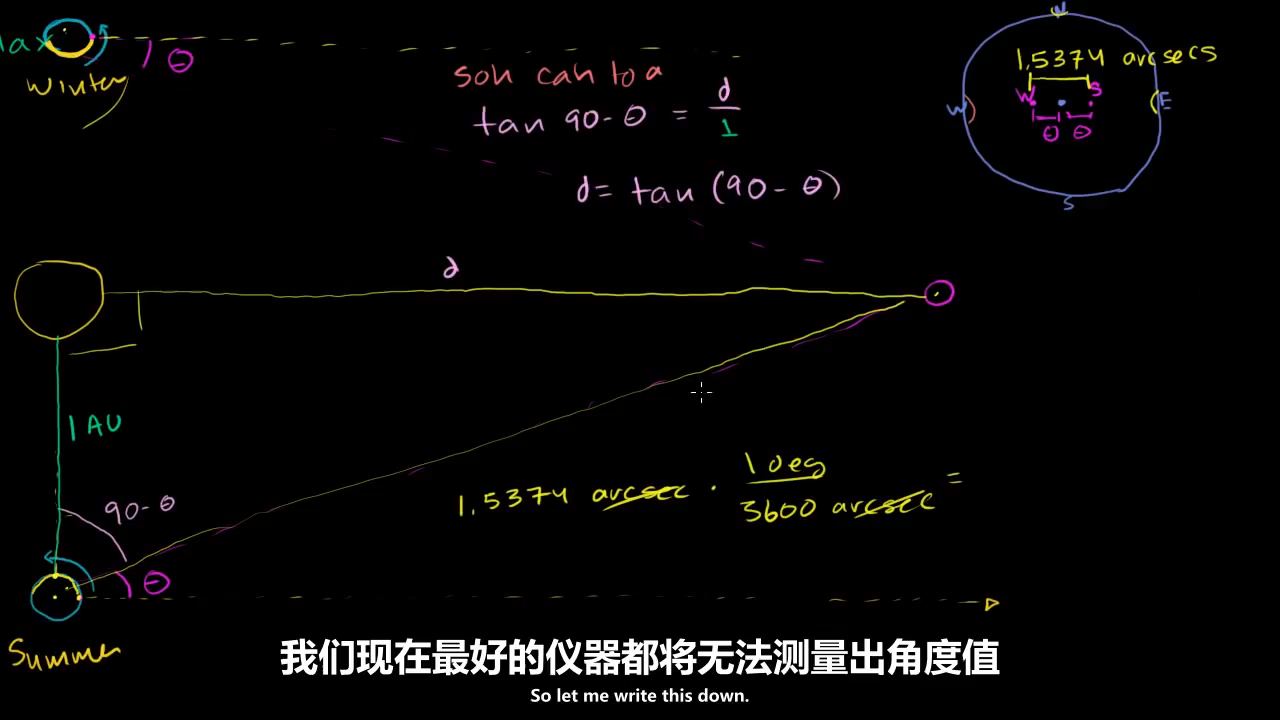 lax
θ
Winter
soh cah toa
tan 90-θ = d/1
d = tan (90-θ)
N
1.5374 arcsecs
W
W
S
E
θ θ
S
d
1 AU
90-θ
1.5374 arcsec · 1 deg/3600 arcsec =
θ
Summer
我们现在最好的仪器都将无法测量出角度值
So let me write this down.